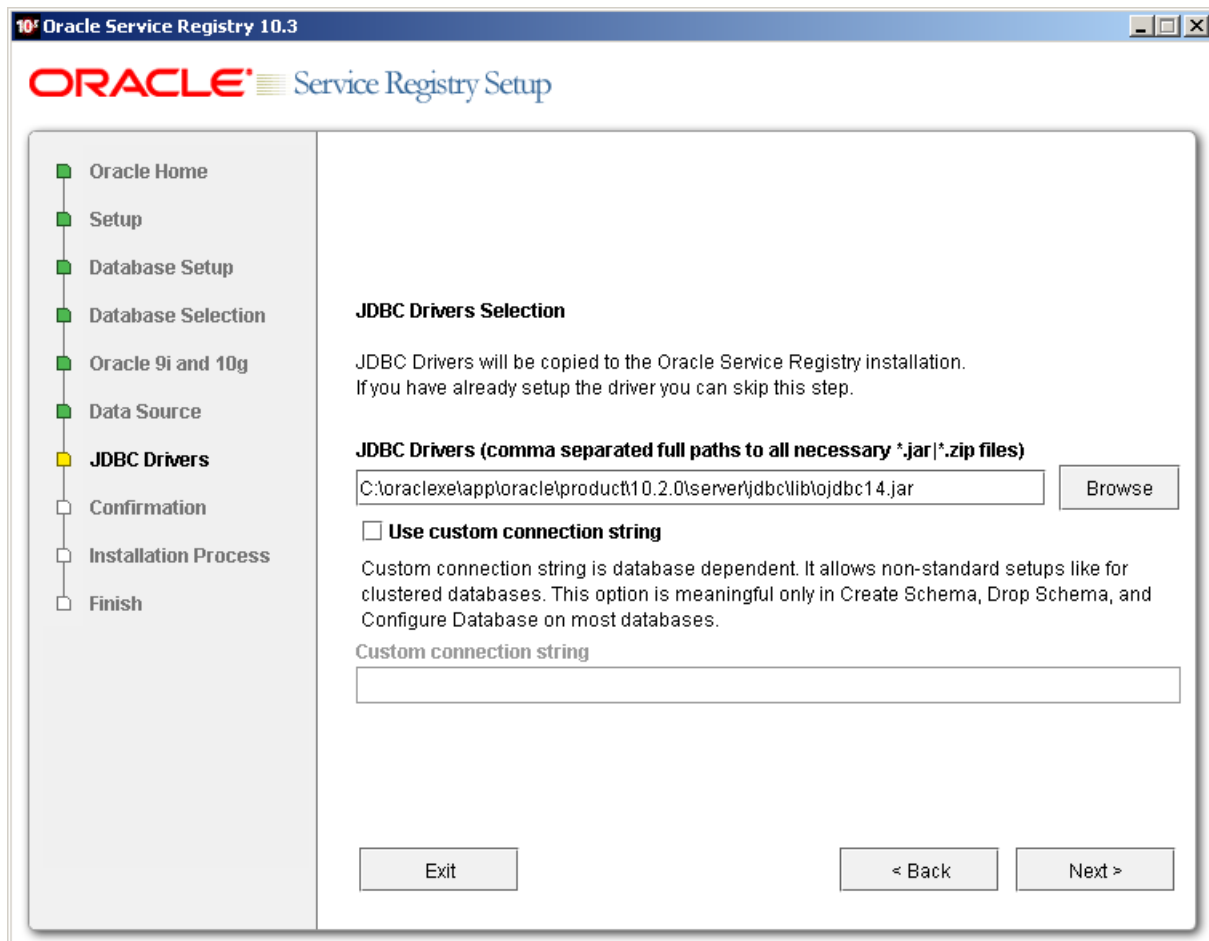 10g Oracle Service Registry 10.3
ORACLE Service Registry Setup
Oracle Home
Setup
Database Setup
Database Selection
Oracle 9i and 10g
Data Source
JDBC Drivers
Confirmation
Installation Process
Finish
JDBC Drivers Selection
JDBC Drivers will be copied to the Oracle Service Registry installation.
If you have already setup the driver you can skip this step.
JDBC Drivers (comma separated full paths to all necessary *.jar|*.zip files)
C:\oraclexe\app\oracle\product\10.2.0\server\jdbc\lib\ojdbc14.jar
Browse
Use custom connection string
Custom connection string is database dependent. It allows non-standard setups like for
clustered databases. This option is meaningful only in Create Schema, Drop Schema, and
Configure Database on most databases.
Custom connection string
Exit
< Back
Next >